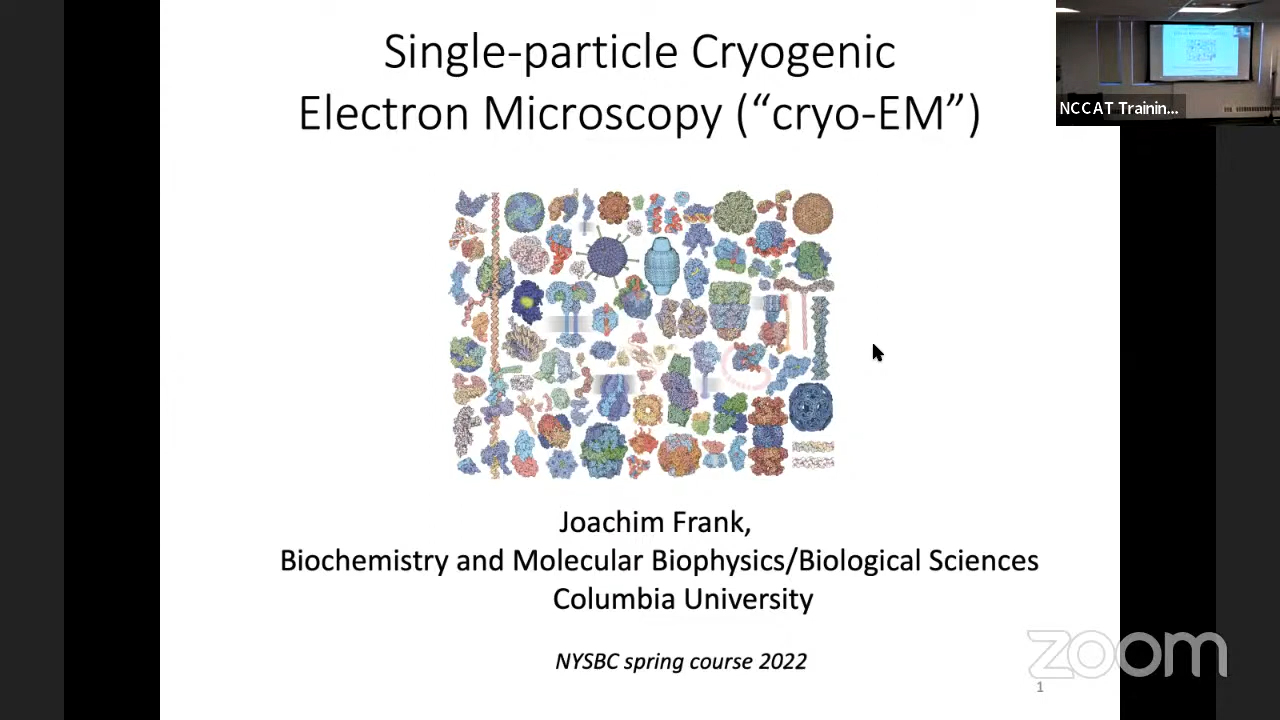 Single-particle Cryogenic
Electron Microscopy (“cryo-EM”)
NCCAT Trainin...
Joachim Frank,
Biochemistry and Molecular Biophysics/Biological Sciences
Columbia University
NYSBC spring course 2022
zoom
1